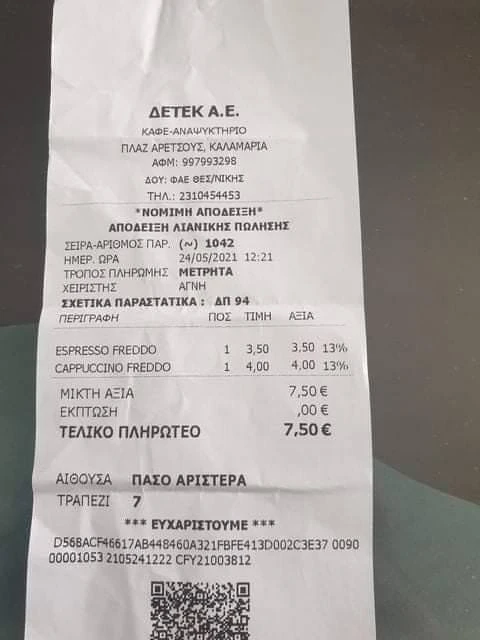 ΔΕΤΕΚ Α.Ε.
ΚΑΦΕ-ΑΝΑΨΥΚΤΗΡΙΟ
ΠΛΑΖ ΑΡΕΤΣΟΥΣ, ΚΑΛΑΜΑΡΙΑ
ΑΦΜ: 997993298
ΔΟΥ: ΦΑΕ ΘΕΣ/ΝΙΚΗΣ
ΤΗΛ.: 2310454453
*ΝΟΜΙΜΗ ΑΠΟΔΕΙΞΗ*
ΑΠΟΔΕΙΞΗ ΛΙΑΝΙΚΗΣ ΠΩΛΗΣΗΣ
ΣΕΙΡΑ-ΑΡΙΘΜΟΣ ΠΑΡ. (~) 1042
ΗΜΕΡ. ΩΡΑ 24/05/2021 12:21
ΤΡΟΠΟΣ ΠΛΗΡΩΜΗΣ ΜΕΤΡΗΤΑ
ΧΕΙΡΙΣΤΗΣ ΑΓΝΗ
ΣΧΕΤΙΚΑ ΠΑΡΑΣΤΑΤΙΚΑ : ΔΠ 94
ΠΕΡΙΓΡΑΦΗ ΠΟΣ ΤΙΜΗ ΑΞΙΑ
ESPRESSO FREDDO 1 3,50 3,50 13%
CAPPUCCINO FREDDO 1 4,00 4,00 13%
ΜΙΚΤΗ ΑΞΙΑ 7,50 €
ΕΚΠΤΩΣΗ ,00 €
ΤΕΛΙΚΟ ΠΛΗΡΩΤΕΟ 7,50 €
ΑΙΘΟΥΣΑ ΠΑΣΟ ΑΡΙΣΤΕΡΑ
ΤΡΑΠΕΖΙ 7
*** ΕΥΧΑΡΙΣΤΟΥΜΕ ***
D56BACF46617AB448460A321FBFE413D002C3E37 0090
00001053 2105241222 CFY21003812